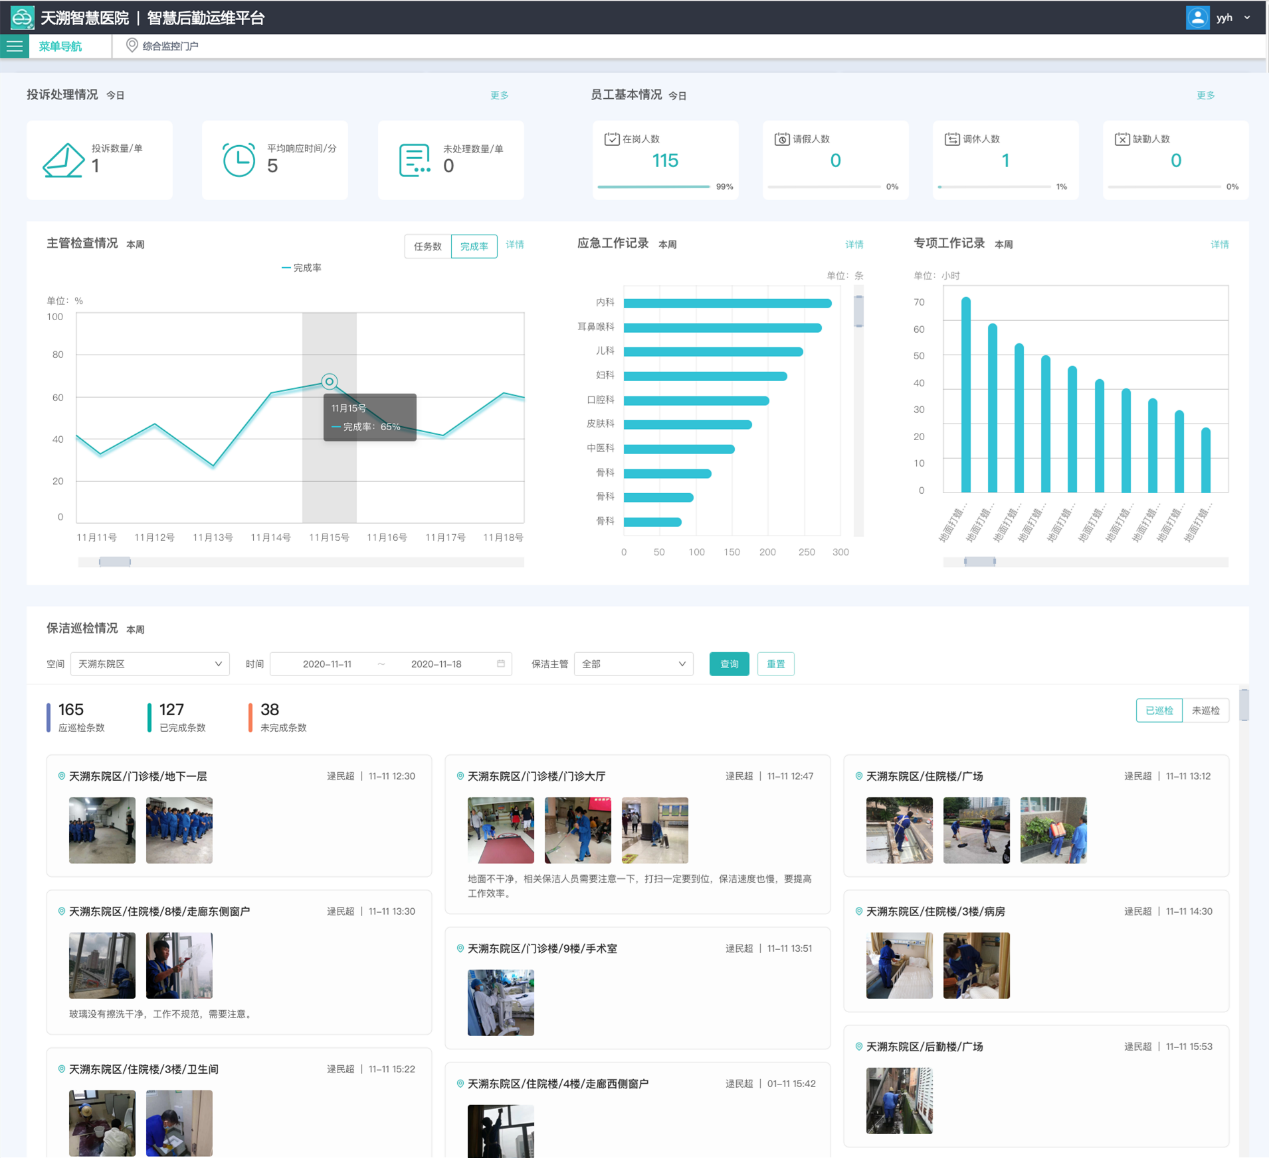 天溯智慧医院 | 智慧后勤运维平台
yyh
菜单导航
综合监控门户
投诉处理情况 今日
更多
投诉数量/单
1
平均响应时间/分
5
未处理数量/单
0
员工基本情况 今日
更多
在岗人数
115
99%
请假人数
0
0%
调休人数
1
1%
缺勤人数
0
0%
主管检查情况 本周
任务数 完成率 详情
完成率
单位：%
100
80
60
40
20
0
11月15号
完成率：65%
11月11号 11月12号 11月13号 11月14号 11月15号 11月16号 11月17号 11月18号
应急工作记录 本周
详情
单位：条
内科
耳鼻喉科
儿科
妇科
口腔科
皮肤科
中医科
骨科
骨科
骨科
0 50 100 150 200 250 300
专项工作记录 本周
详情
单位：小时
70
60
50
40
30
20
10
0
地面打蜡... 地面打蜡... 地面打蜡... 地面打蜡... 地面打蜡... 地面打蜡... 地面打蜡... 地面打蜡... 地面打蜡... 地面打蜡...
保洁巡检情况 本周
空间 天溯东院区 时间 2020-11-11 ~ 2020-11-18 保洁主管 全部 查询 重置
165
应巡检条数
127
已完成条数
38
未完成条数
已巡检 未巡检
天溯东院区/门诊楼/地下一层 逯民超 | 11-11 12:30
天溯东院区/门诊楼/门诊大厅 逯民超 | 11-11 12:47
地面不干净，相关保洁人员需要注意一下，打扫一定要到位，保洁速度也慢，要提高
工作效率。
天溯东院区/住院楼/广场 逯民超 | 11-11 13:12
天溯东院区/住院楼/8楼/走廊东侧窗户 逯民超 | 11-11 13:30
玻璃没有擦洗干净，工作不规范，需要注意。
天溯东院区/门诊楼/9楼/手术室 逯民超 | 11-11 13:51
天溯东院区/住院楼/3楼/病房 逯民超 | 11-11 14:30
天溯东院区/住院楼/3楼/卫生间 逯民超 | 11-11 15:22
天溯东院区/住院楼/4楼/走廊西侧窗户 逯民超 | 01-11 15:42
天溯东院区/后勤楼/广场 逯民超 | 11-11 15:53